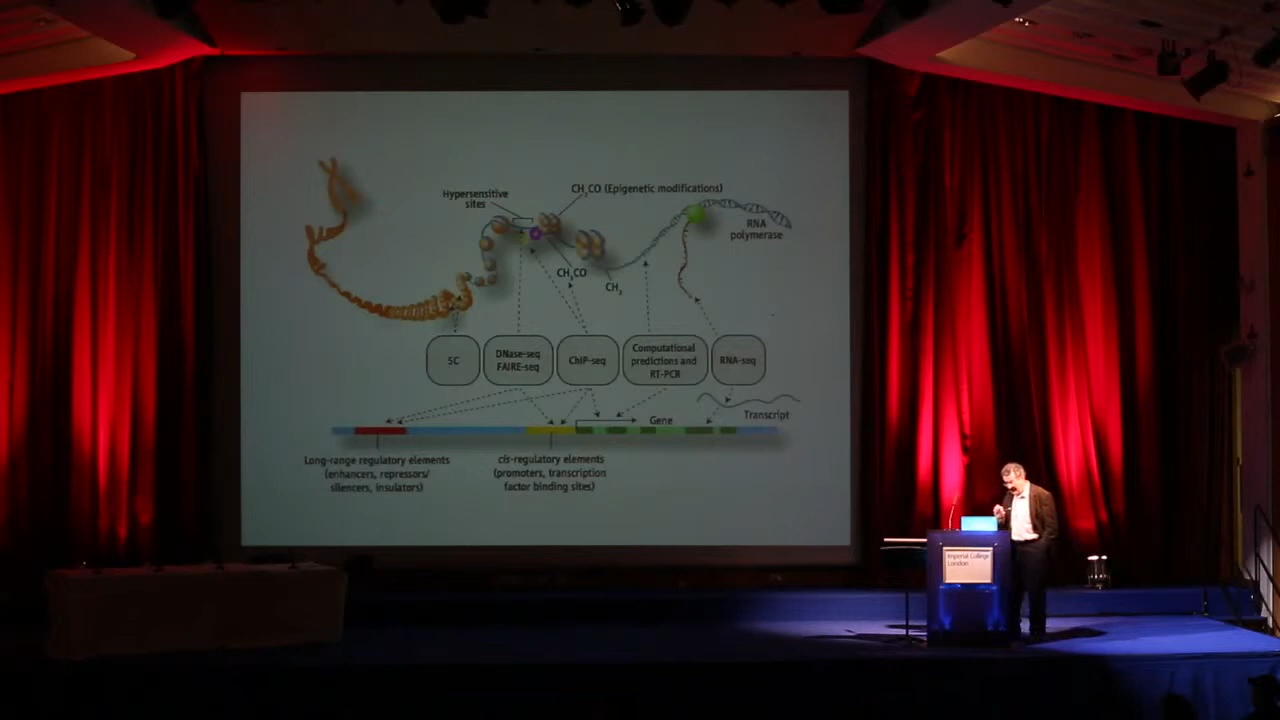 Hypersensitive
sites
CH3CO (Epigenetic modifications)
RNA
polymerase
CH3CO
CH3
5C
DNase-seq
FAIRE-seq
ChIP-seq
Computational
predictions and
RT-PCR
RNA-seq
Gene
Transcript
Long-range regulatory elements
(enhancers, repressors/
silencers, insulators)
cis-regulatory elements
(promoters, transcription
factor binding sites)
Imperial College
London